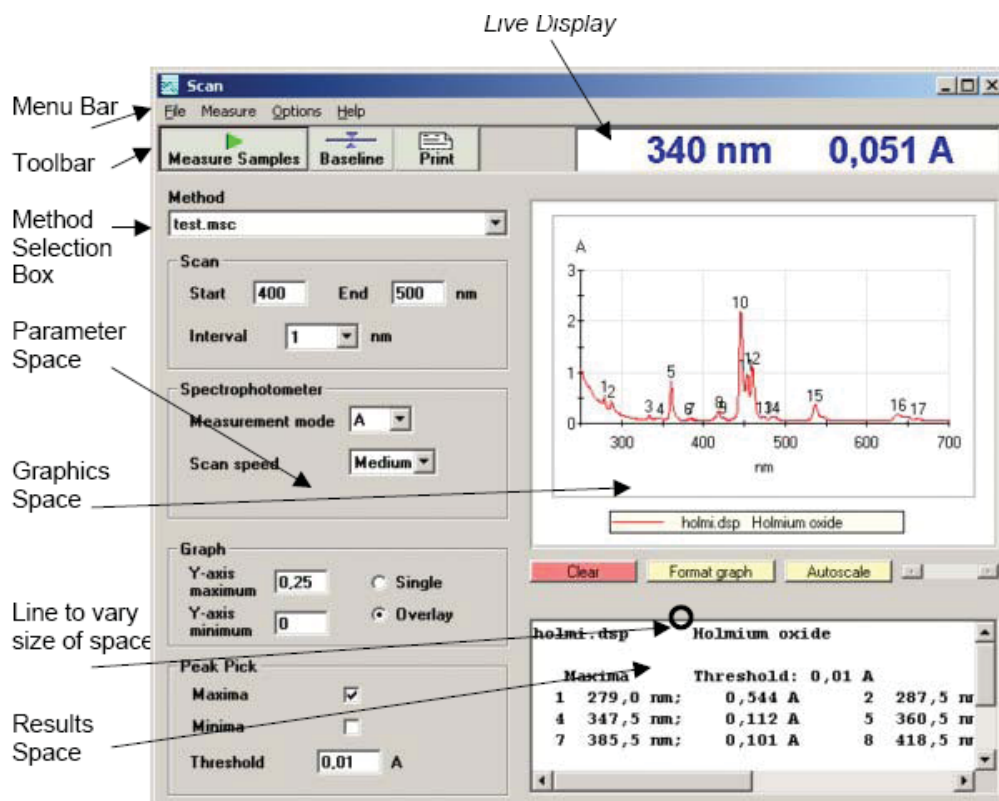 Live Display
Scan
Menu Bar
File Measure Options Help
Toolbar
Measure Samples Baseline Print
340 nm 0,051 A
Method
Method
Selection
Box
test.msc
Scan
Start 400 End 500 nm
Interval 1 nm
Parameter
Space
Spectrophotometer
Measurement mode A
Scan speed Medium
Graphics
Space
A
3
2
1
0
1 2 3 4 5 6 7 8 9 10 12 13 14 15 16 17
300 400 500 600 700
nm
holmi.dsp Holmium oxide
Graph
Y-axis
maximum 0,25 Single
Y-axis
minimum 0 Overlay
Clear Format graph Autoscale
Line to vary
size of space
Peak Pick
Maxima
Minima
Threshold 0,01 A
Results
Space
holmi.dsp Holmium oxide
Maxima Threshold: 0,01 A
1 279,0 nm; 0,544 A 2 287,5
4 347,5 nm; 0,112 A 5 360,5
7 385,5 nm; 0,101 A 8 418,5